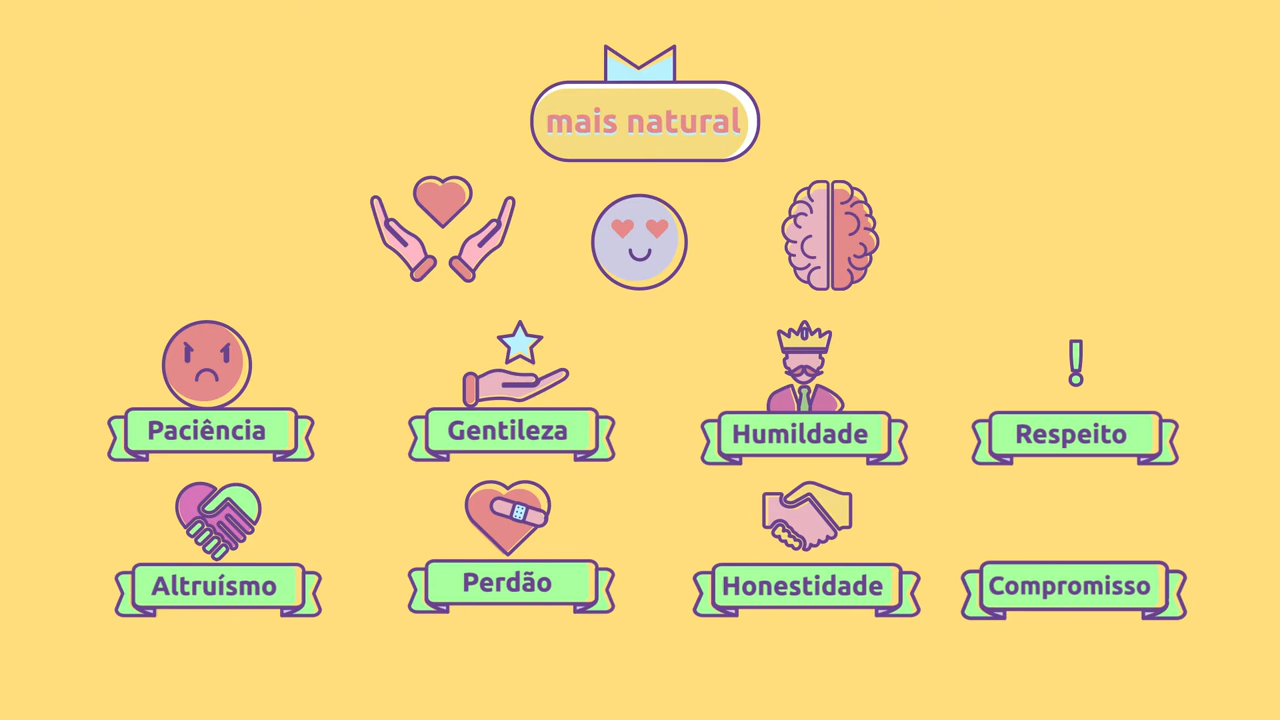 mais natural
Paciência
Gentileza
Humildade
Respeito
Altruísmo
Perdão
Honestidade
Compromisso